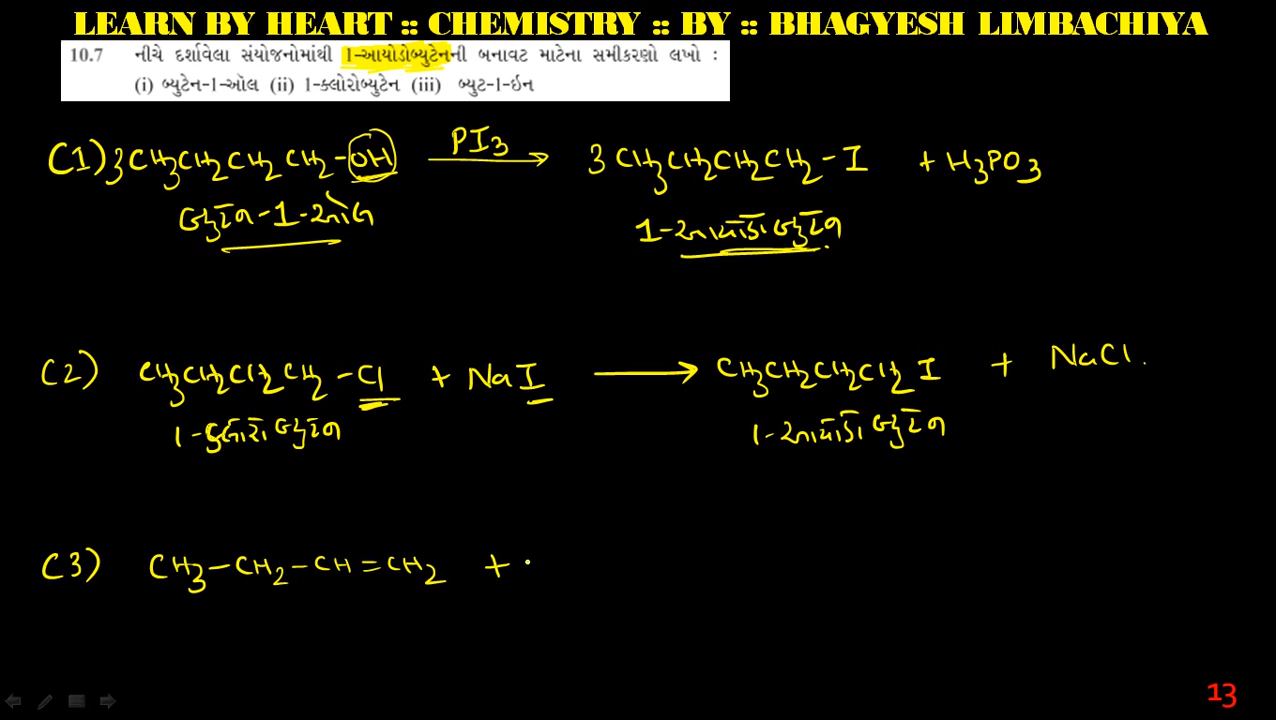 LEARN BY HEART :: CHEMISTRY :: BY :: BHAGYESH LIMBACHIYA
10.7 નીચે દર્શાવેલા સંયોજનોમાંથી 1-આયોડોબ્યુટેનની બનાવટ માટેના સમીકરણો લખો :
(i) બ્યુટેન-1-ઑલ (ii) 1-ક્લોરોબ્યુટેન (iii) બ્યુટ-1-ઇન
(1) 3CH3CH2CH2CH2-OH PI3 3CH3CH2CH2CH2-I + H3PO3
બ્યુટેન-1-ઓલ 1-આયોડોબ્યુટેન
(2) CH3CH2CH2CH2-Cl + NaI CH3CH2CH2CH2I + NaCl.
1-ક્લોરોબ્યુટેન 1-આયોડોબ્યુટેન
(3) CH3-CH2-CH=CH2 +
13